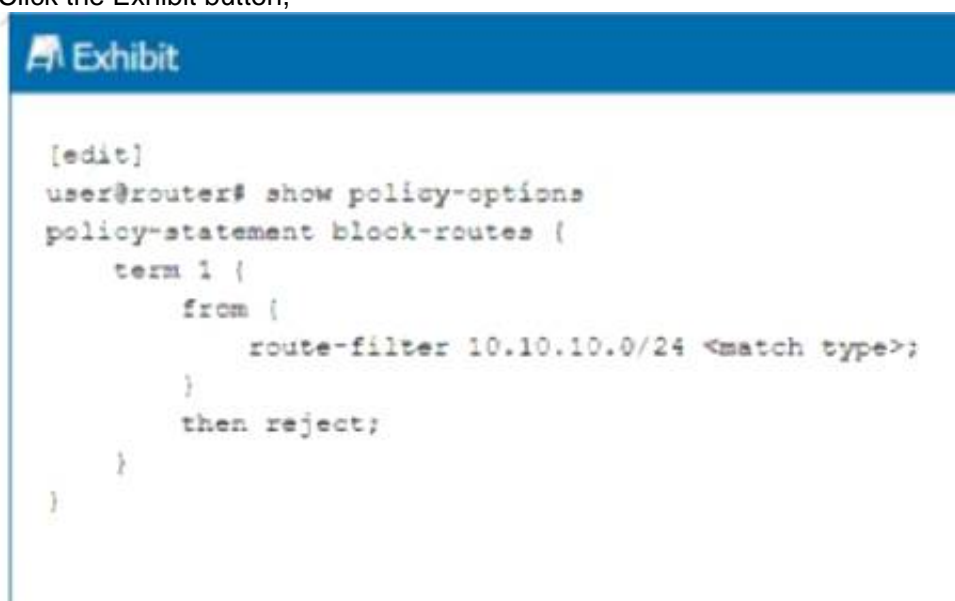 Click the Exhibit button,
Exhibit
[edit]
user@router# show policy-options
policy-statement block-routes {
term 1 {
from {
route-filter 10.10.10.0/24 <match type>;
}
then reject;
}
}